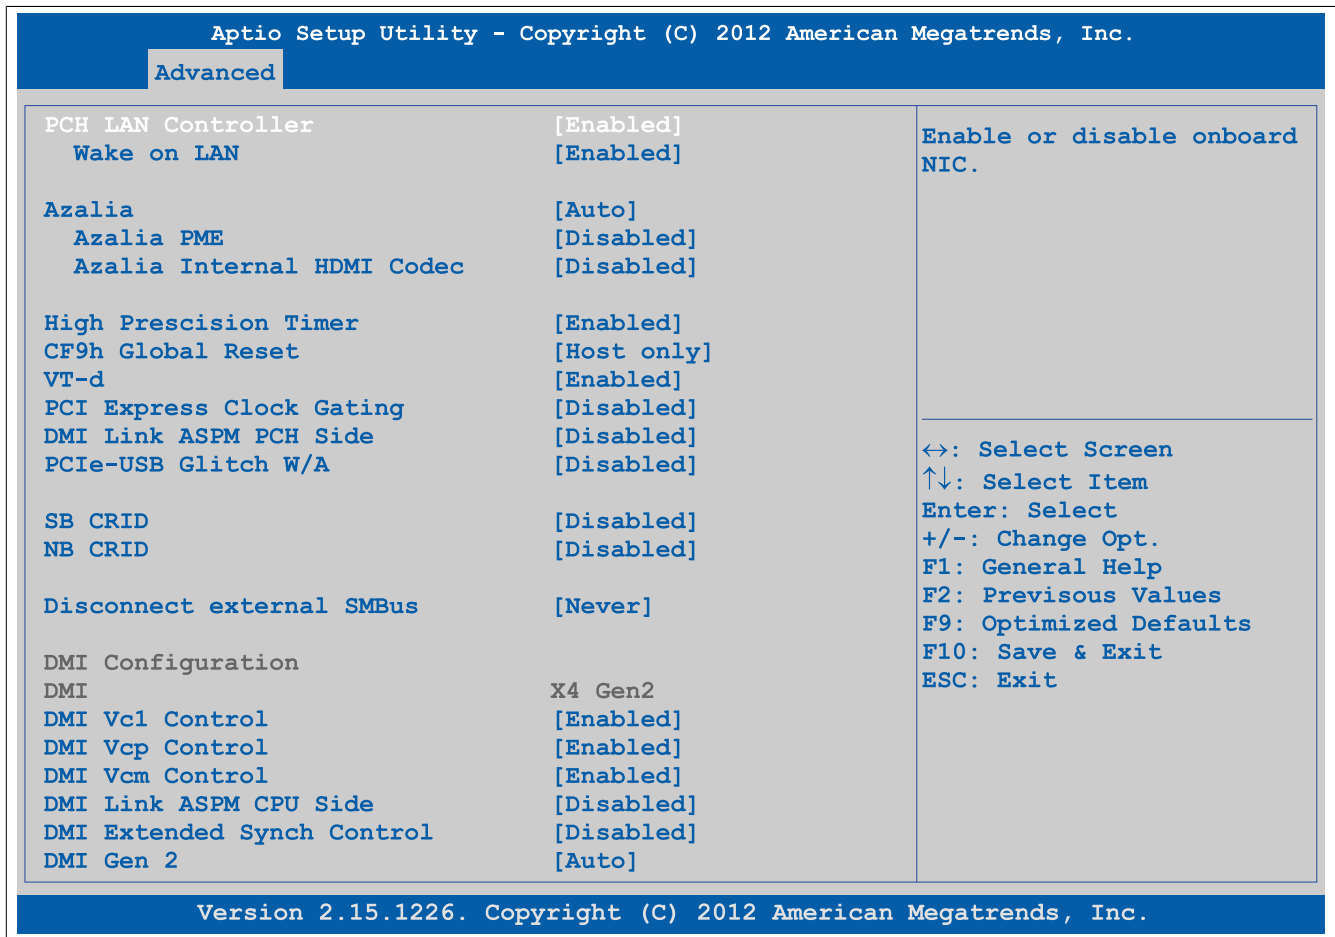 Aptio Setup Utility - Copyright (C) 2012 American Megatrends, Inc.
Advanced
PCH LAN Controller [Enabled]
Wake on LAN [Enabled]
Azalia [Auto]
Azalia PME [Disabled]
Azalia Internal HDMI Codec [Disabled]
High Prescision Timer [Enabled]
CF9h Global Reset [Host only]
VT-d [Enabled]
PCI Express Clock Gating [Disabled]
DMI Link ASPM PCH Side [Disabled]
PCIe-USB Glitch W/A [Disabled]
SB CRID [Disabled]
NB CRID [Disabled]
Disconnect external SMBus [Never]
DMI Configuration
DMI X4 Gen2
DMI Vc1 Control [Enabled]
DMI Vcp Control [Enabled]
DMI Vcm Control [Enabled]
DMI Link ASPM CPU Side [Disabled]
DMI Extended Synch Control [Disabled]
DMI Gen 2 [Auto]
Enable or disable onboard
NIC.
↔: Select Screen
↑↓: Select Item
Enter: Select
+/-: Change Opt.
F1: General Help
F2: Previsous Values
F9: Optimized Defaults
F10: Save & Exit
ESC: Exit
Version 2.15.1226. Copyright (C) 2012 American Megatrends, Inc.